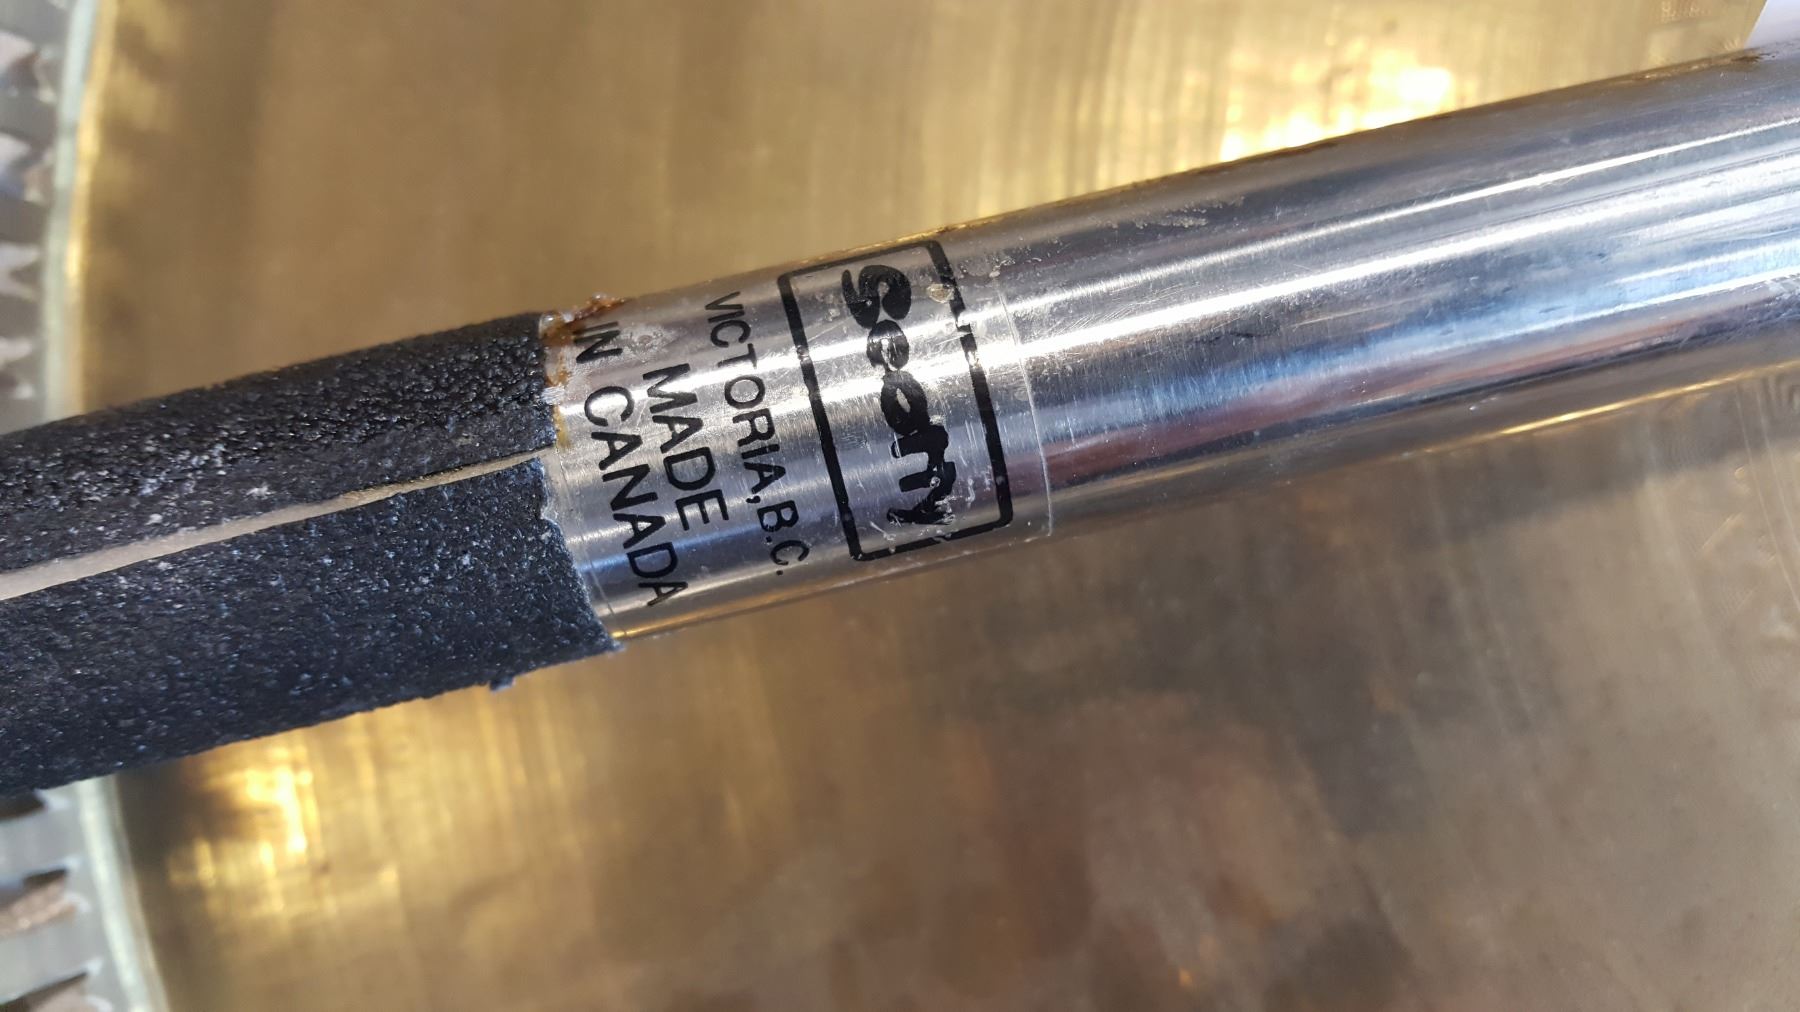 Scotty
VICTORIA, B.C.
MADE
IN CANADA